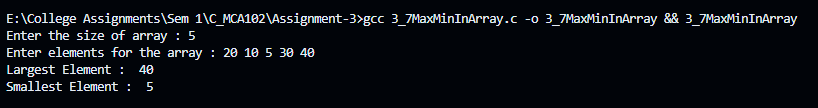 E:\College Assignments\Sem 1\C_MCA102\Assignment-3>gcc 3_7MaxMinInArray.c -o 3_7MaxMinInArray && 3_7MaxMinInArray
Enter the size of array : 5
Enter elements for the array : 20 10 5 30 40
Largest Element :  40
Smallest Element :  5